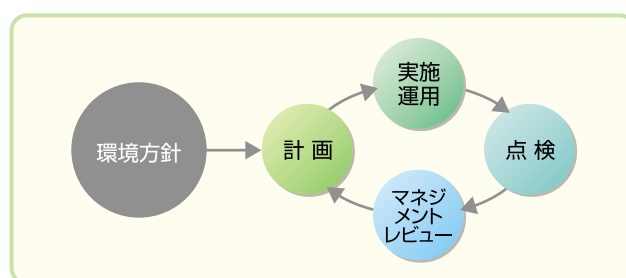 環境方針
計画
実施
運用
点検
マネジ
メント
レビュー